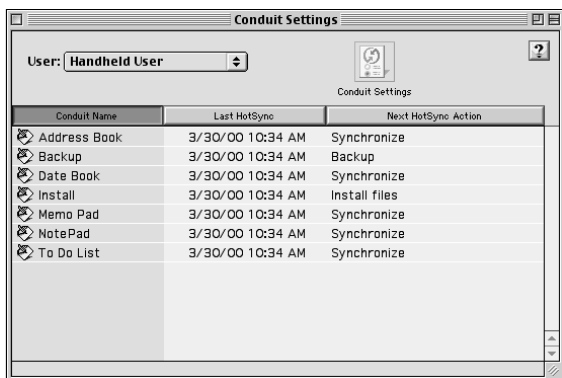 Conduit Settings
User: Handheld User
?
Conduit Settings
Conduit Name Last HotSync Next HotSync Action
Address Book 3/30/00 10:34 AM Synchronize
Backup 3/30/00 10:34 AM Backup
Date Book 3/30/00 10:34 AM Synchronize
Install 3/30/00 10:34 AM Install files
Memo Pad 3/30/00 10:34 AM Synchronize
NotePad 3/30/00 10:34 AM Synchronize
To Do List 3/30/00 10:34 AM Synchronize